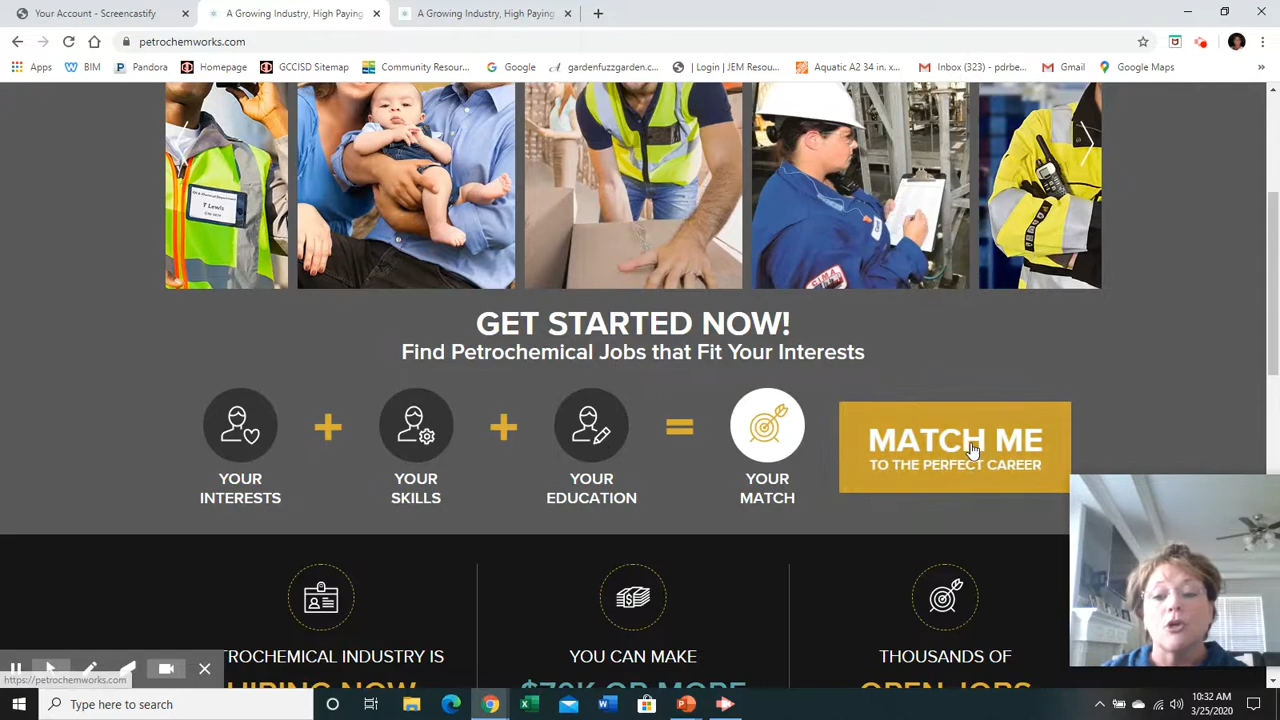 Your Account - Screencastify
A Growing Industry, High Paying
A Growing Industry, High Paying
petrochemworks.com
Apps
BIM
Pandora
Homepage
GCCISD Sitemap
Community Resour...
Google
gardenfuzzgarden.c...
| Login | JEM Resou...
Aquatic A2 34 in. x...
Inbox (323) - pdrbe...
Gmail
Google Maps
»
T Lewis
GET STARTED NOW!
Find Petrochemical Jobs that Fit Your Interests
YOUR
INTERESTS
+
YOUR
SKILLS
+
YOUR
EDUCATION
=
YOUR
MATCH
MATCH ME
TO THE PERFECT CAREER
TROCHEMICAL INDUSTRY IS
HIRING NOW
YOU CAN MAKE
$70K OR MORE
THOUSANDS OF
OPEN JOBS
https://petrochemworks.com
Type here to search
10:32 AM
3/25/2020